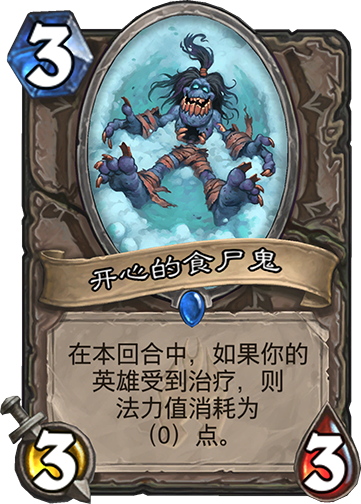 3
开心的食尸鬼
在本回合中，如果你的
英雄受到治疗，则
法力值消耗为
（0）点。
3
3